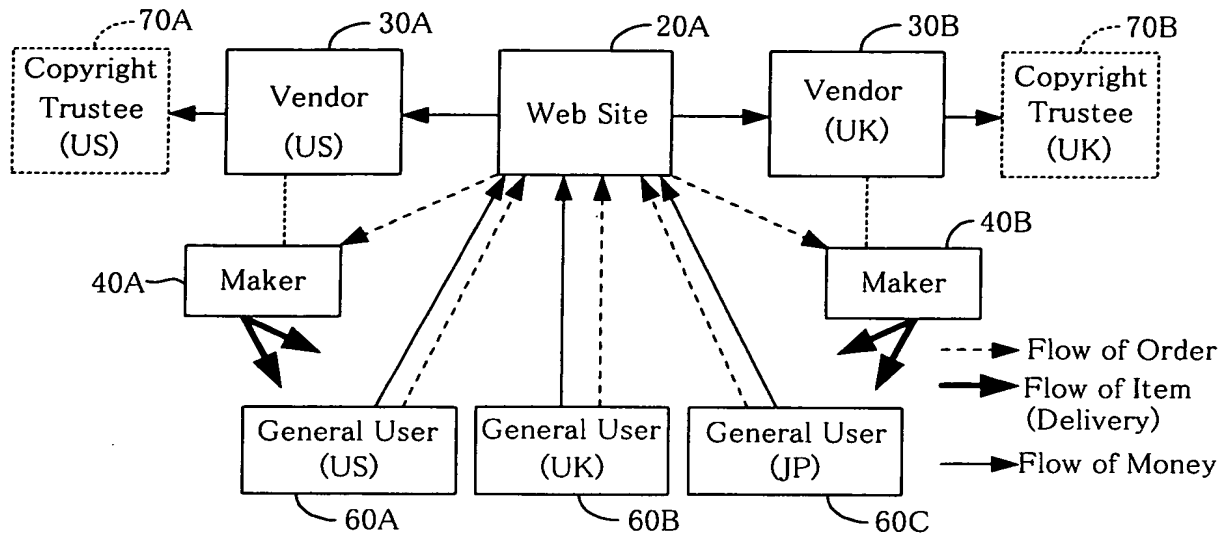 70A
30A
20A
30B
70B
Copyright
Trustee
(US)
Vendor
(US)
Web Site
Vendor
(UK)
Copyright
Trustee
(UK)
40A
Maker
40B
Maker
Flow of Order
Flow of Item
(Delivery)
Flow of Money
General User
(US)
General User
(UK)
General User
(JP)
60A
60B
60C